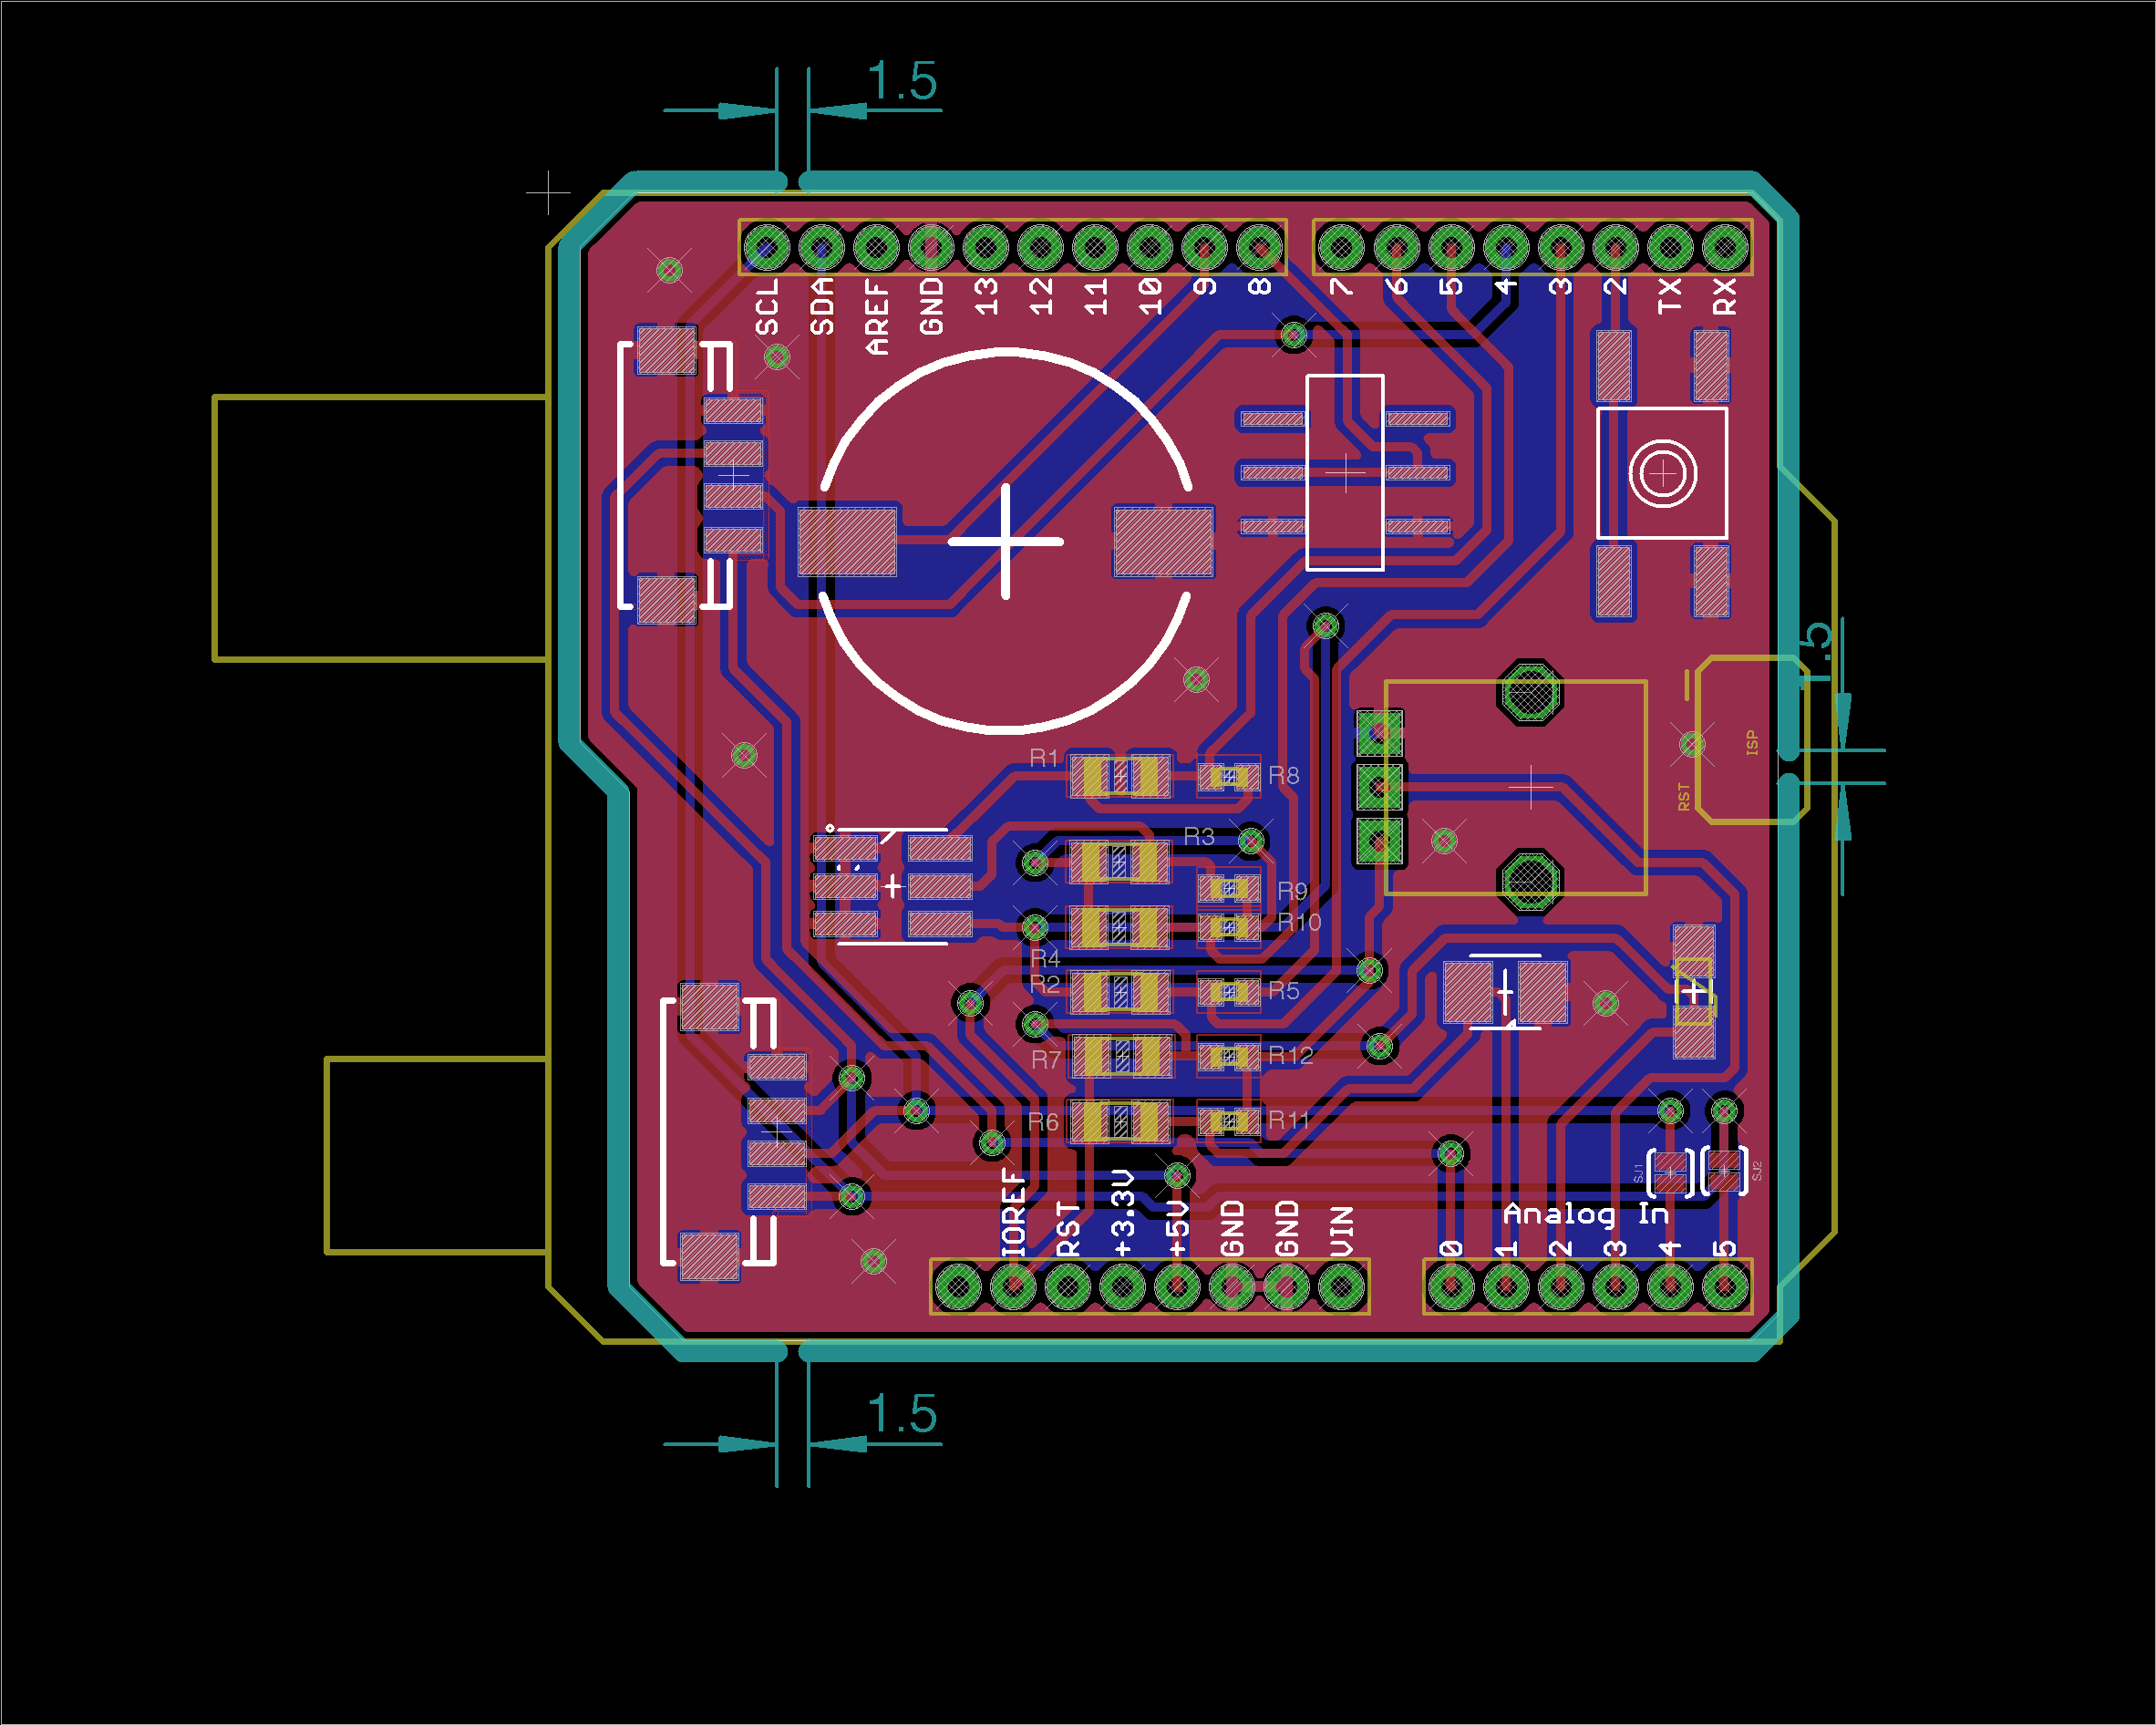 1.5
SCL
SDA
AREF
GND
13
12
11
10
9
8
7
6
5
4
3
2
TX
RX
1.5
ISP
RST
R1
R8
R3
R9
R10
R4
R2
R5
R7
R12
R6
R11
SJ1
SJ2
IOREF
RST
+3.3V
+5V
GND
GND
VIN
Analog In
0
1
2
3
4
5
1.5